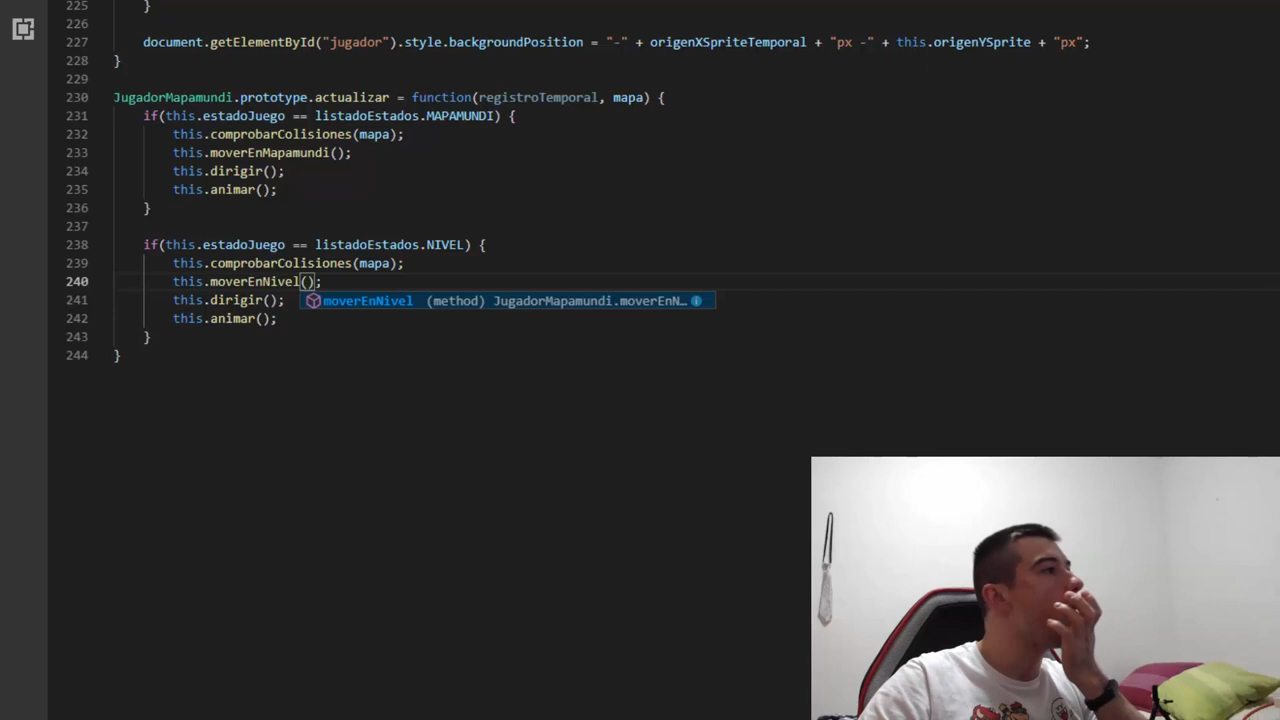 225 }
226
227 document.getElementById("jugador").style.backgroundPosition = "-" + origenXSpriteTemporal + "px -" + this.origenYSprite + "px";
228 }
229
230 JugadorMapamundi.prototype.actualizar = function(registroTemporal, mapa) {
231 if(this.estadoJuego == listadoEstados.MAPAMUNDI) {
232 this.comprobarColisiones(mapa);
233 this.moverEnMapamundi();
234 this.dirigir();
235 this.animar();
236 }
237
238 if(this.estadoJuego == listadoEstados.NIVEL) {
239 this.comprobarColisiones(mapa);
240 this.moverEnNivel();
241 this.dirigir();
moverEnNivel (method) JugadorMapamundi.moverEnN…
242 this.animar();
243 }
244 }